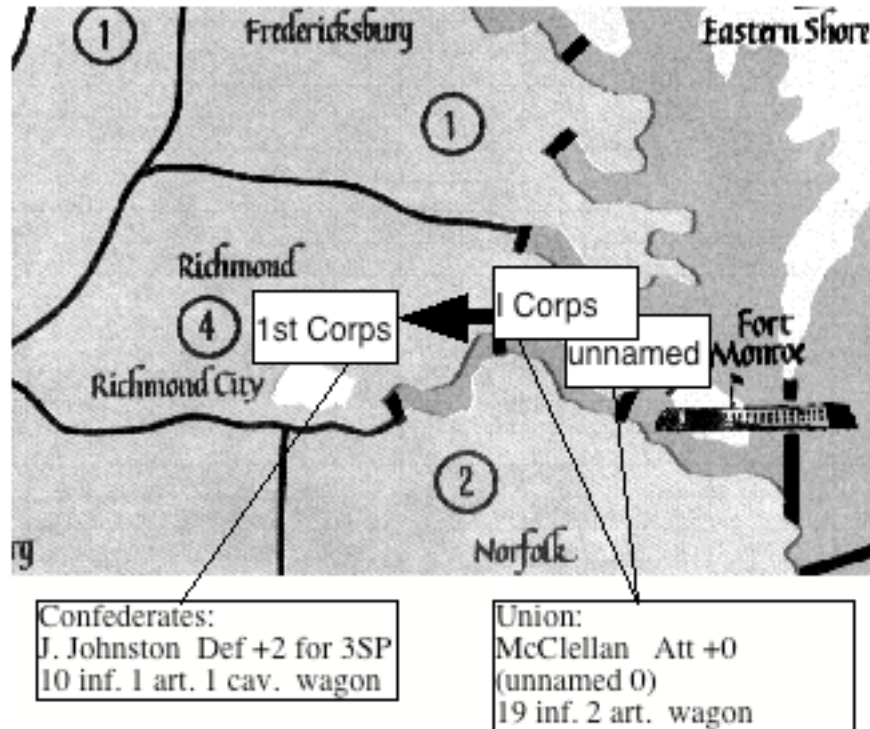 1
Fredericksburg
Eastern Shore
1
Richmond
4
1st Corps
I Corps
unnamed
Fort
Monroe
Richmond City
2
Norfolk
Confederates:
J. Johnston Def +2 for 3SP
10 inf. 1 art. 1 cav. wagon
Union:
McClellan Att +0
(unnamed 0)
19 inf. 2 art. wagon